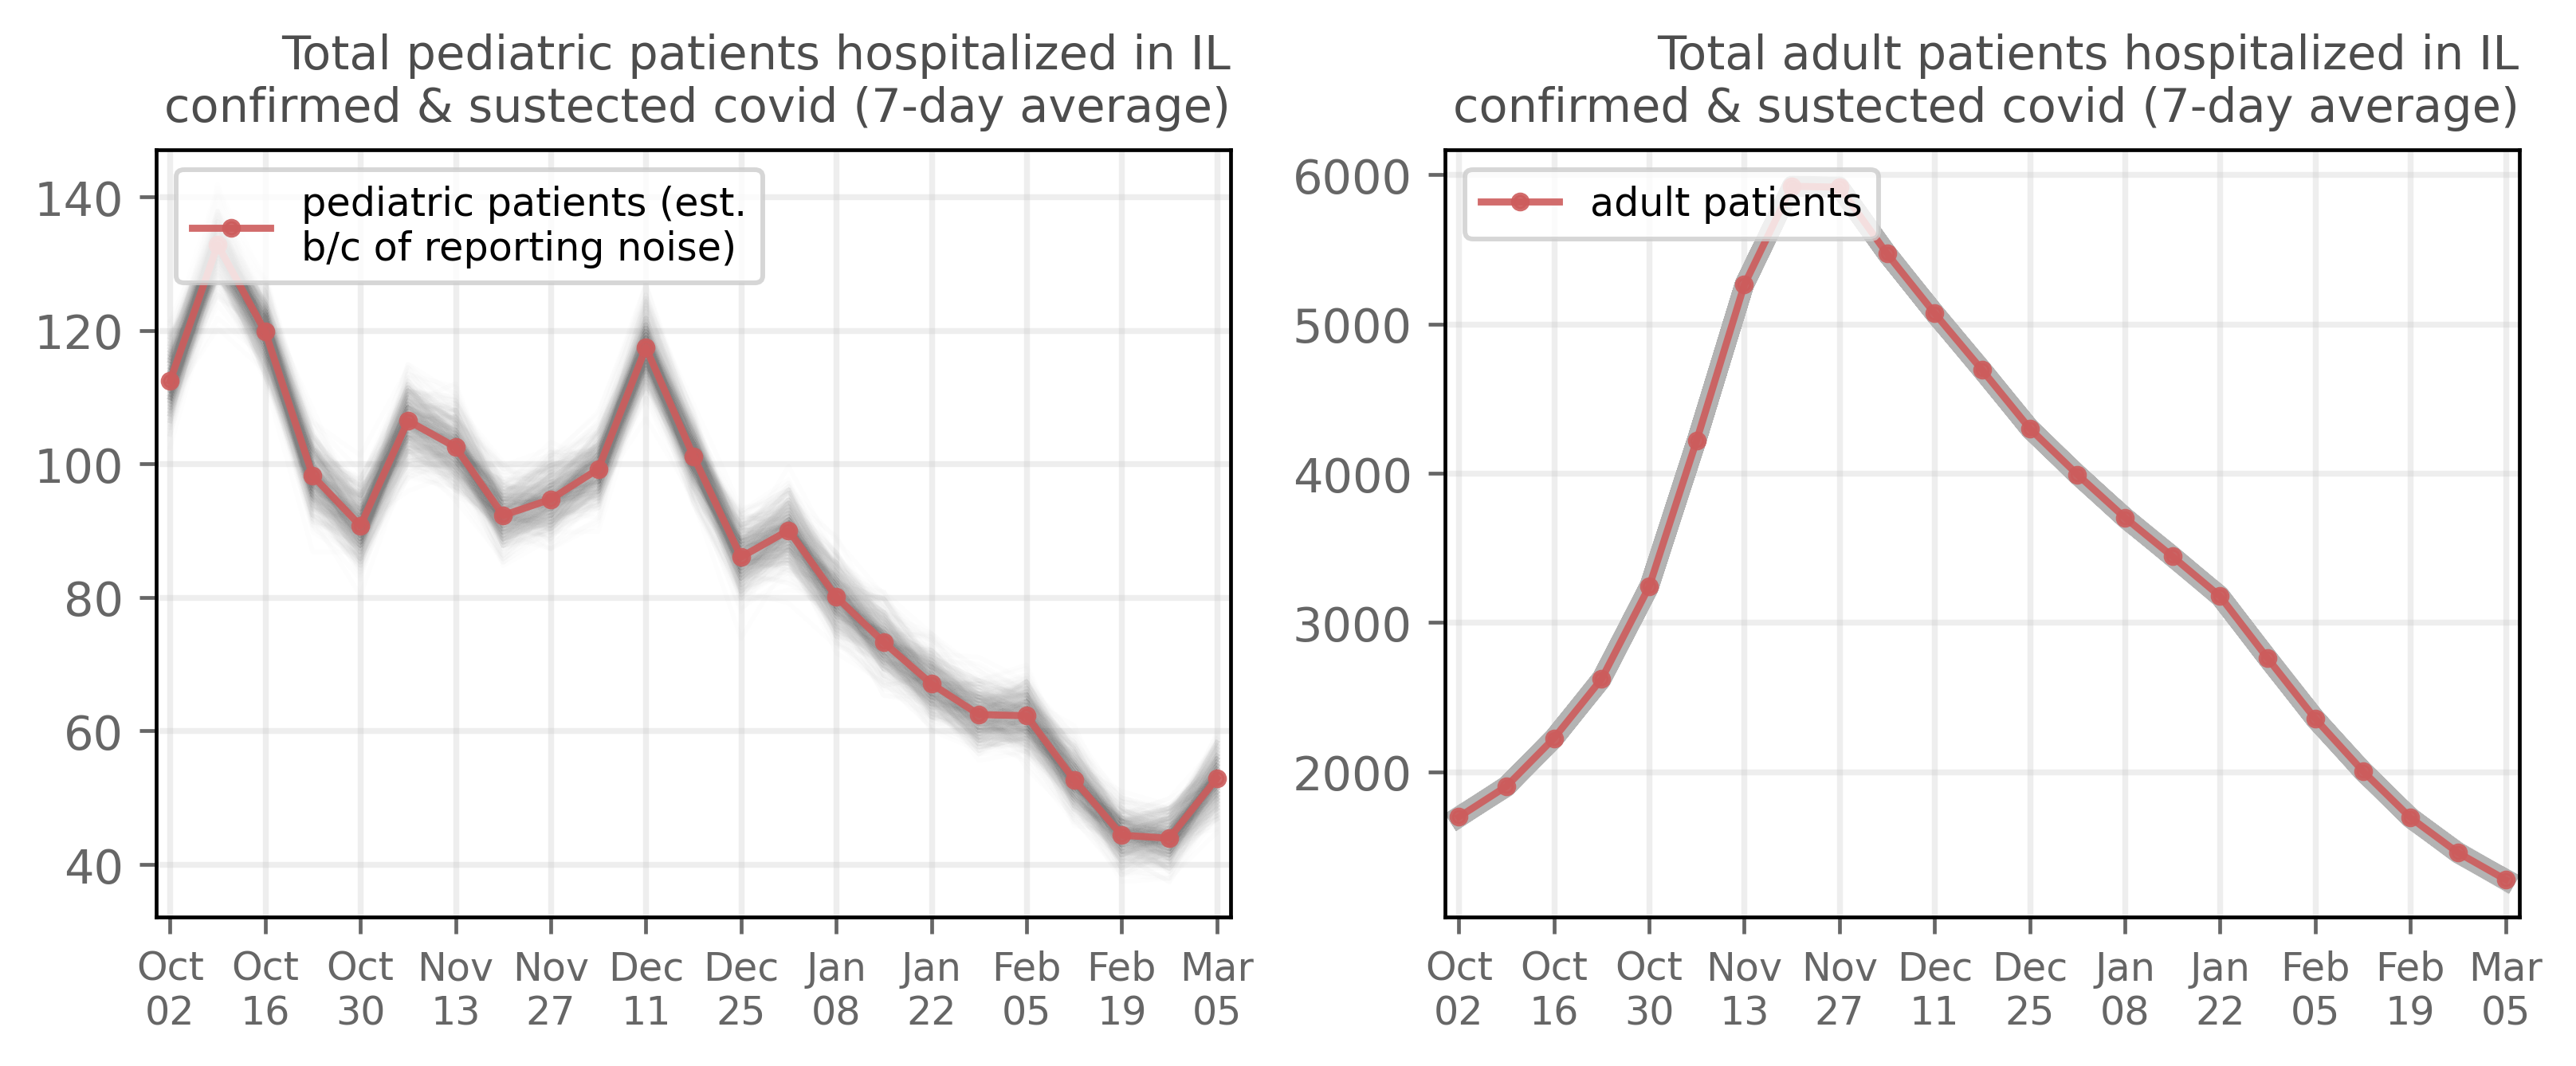 Total pediatric patients hospitalized in IL
confirmed & sustected covid (7-day average)
pediatric patients (est.
b/c of reporting noise)
140
120
100
80
60
40
Oct Oct Oct Nov Nov Dec Dec Jan Jan Feb Feb Mar
02 16 30 13 27 11 25 08 22 05 19 05
Total adult patients hospitalized in IL
confirmed & sustected covid (7-day average)
adult patients
6000
5000
4000
3000
2000
Oct Oct Oct Nov Nov Dec Dec Jan Jan Feb Feb Mar
02 16 30 13 27 11 25 08 22 05 19 05